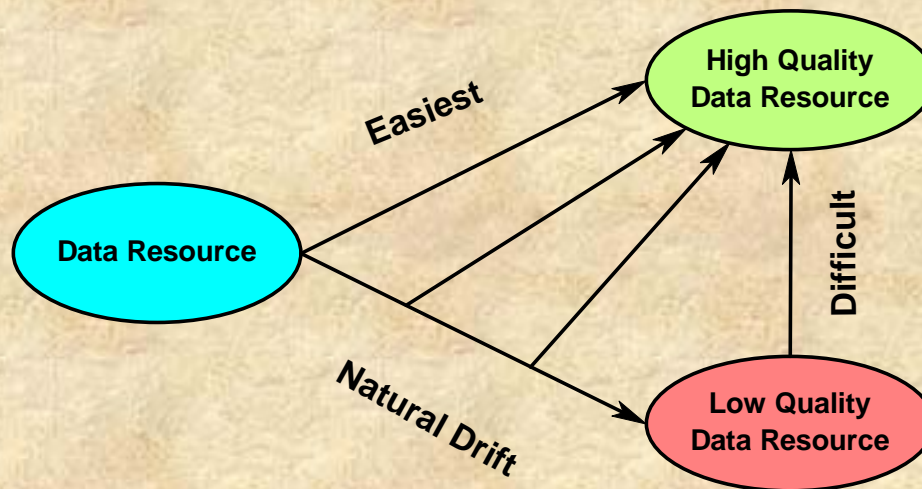 High Quality
Data Resource
Easiest
Data Resource
Difficult
Natural Drift
Low Quality
Data Resource